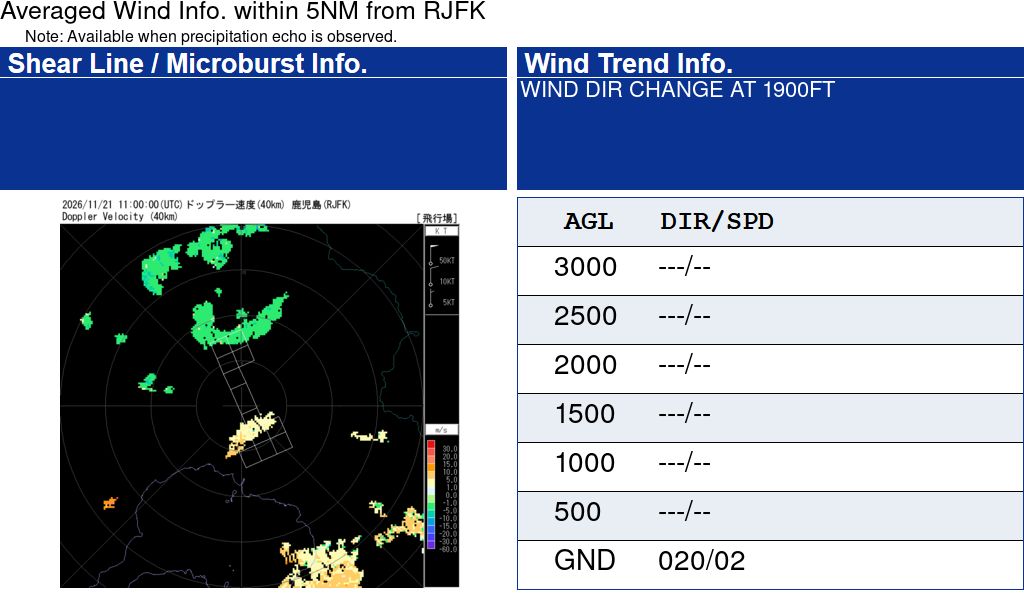 Averaged Wind Info. within 5NM from RJFK
Note: Available when precipitation echo is observed.
Shear Line / Microburst Info.
Wind Trend Info.
WIND DIR CHANGE AT 1900FT
2026/11/21 11:00:00(UTC) ドップラー速度(40km) 鹿児島(RJFK)
Doppler Velocity (40km)
[飛行場]
KT
50KT
10KT
5KT
m/s
30.0
20.0
15.0
10.0
5.0
1.0
0.0
-1.0
-5.0
-10.0
-15.0
-20.0
-30.0
-60.0
AGL DIR/SPD
3000 ---/--
2500 ---/--
2000 ---/--
1500 ---/--
1000 ---/--
500 ---/--
GND 020/02